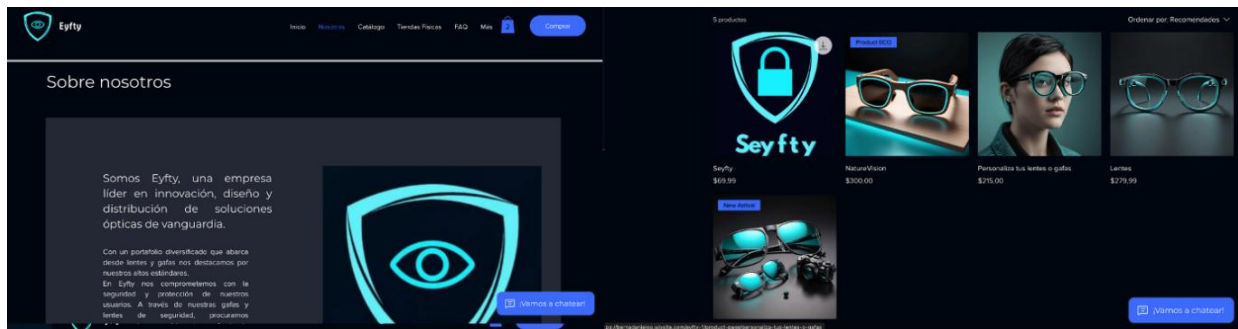 Eyfty
Inicio Nosotros Catálogo Tiendas Físicas FAQ Más 2 Comprar
Sobre nosotros
Somos Eyfty, una empresa
líder en innovación, diseño y
distribución de soluciones
ópticas de vanguardia.
Con un portafolio diversificado que abarca
desde lentes y gafas nos destacamos por
nuestros altos estándares.
En Eyfty nos comprometemos con la
seguridad y protección de nuestros
usuarios. A través de nuestras gafas y
lentes de seguridad, procuramos
¡Vamos a chatear!
5 productos
Ordenar por: Recomendados
Seyfty
Product ECO
Seyfty
$69,99
NatureVision
$300,00
Personaliza tus lentes o gafas
$215,00
Lentes
$279,99
New Arrival
¡Vamos a chatear!